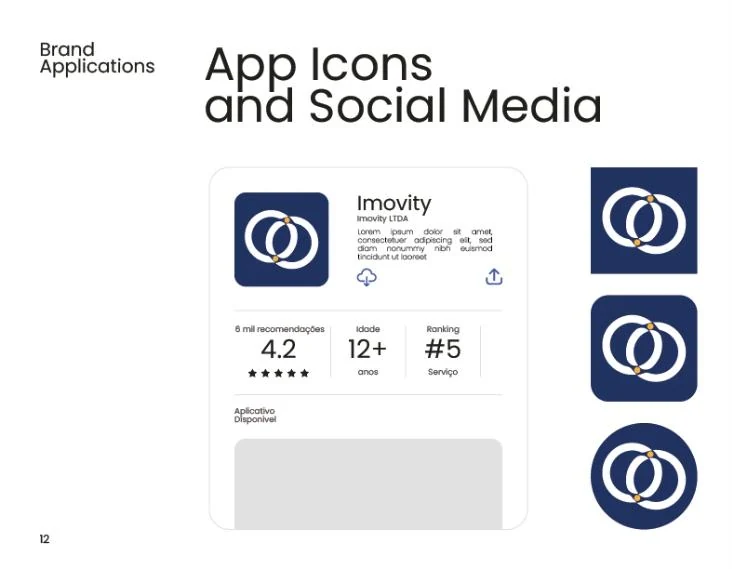 Brand
Applications
App Icons
and Social Media
Imovity
Imovity LTDA
Lorem ipsum dolor sit amet,
consectetuer adipiscing elit, sed
diam nonummy nibh euismod
tincidunt ut laoreet
6 mil recomendações
4.2
Idade
12+
anos
Ranking
#5
Serviço
Aplicativo
Disponivel
12